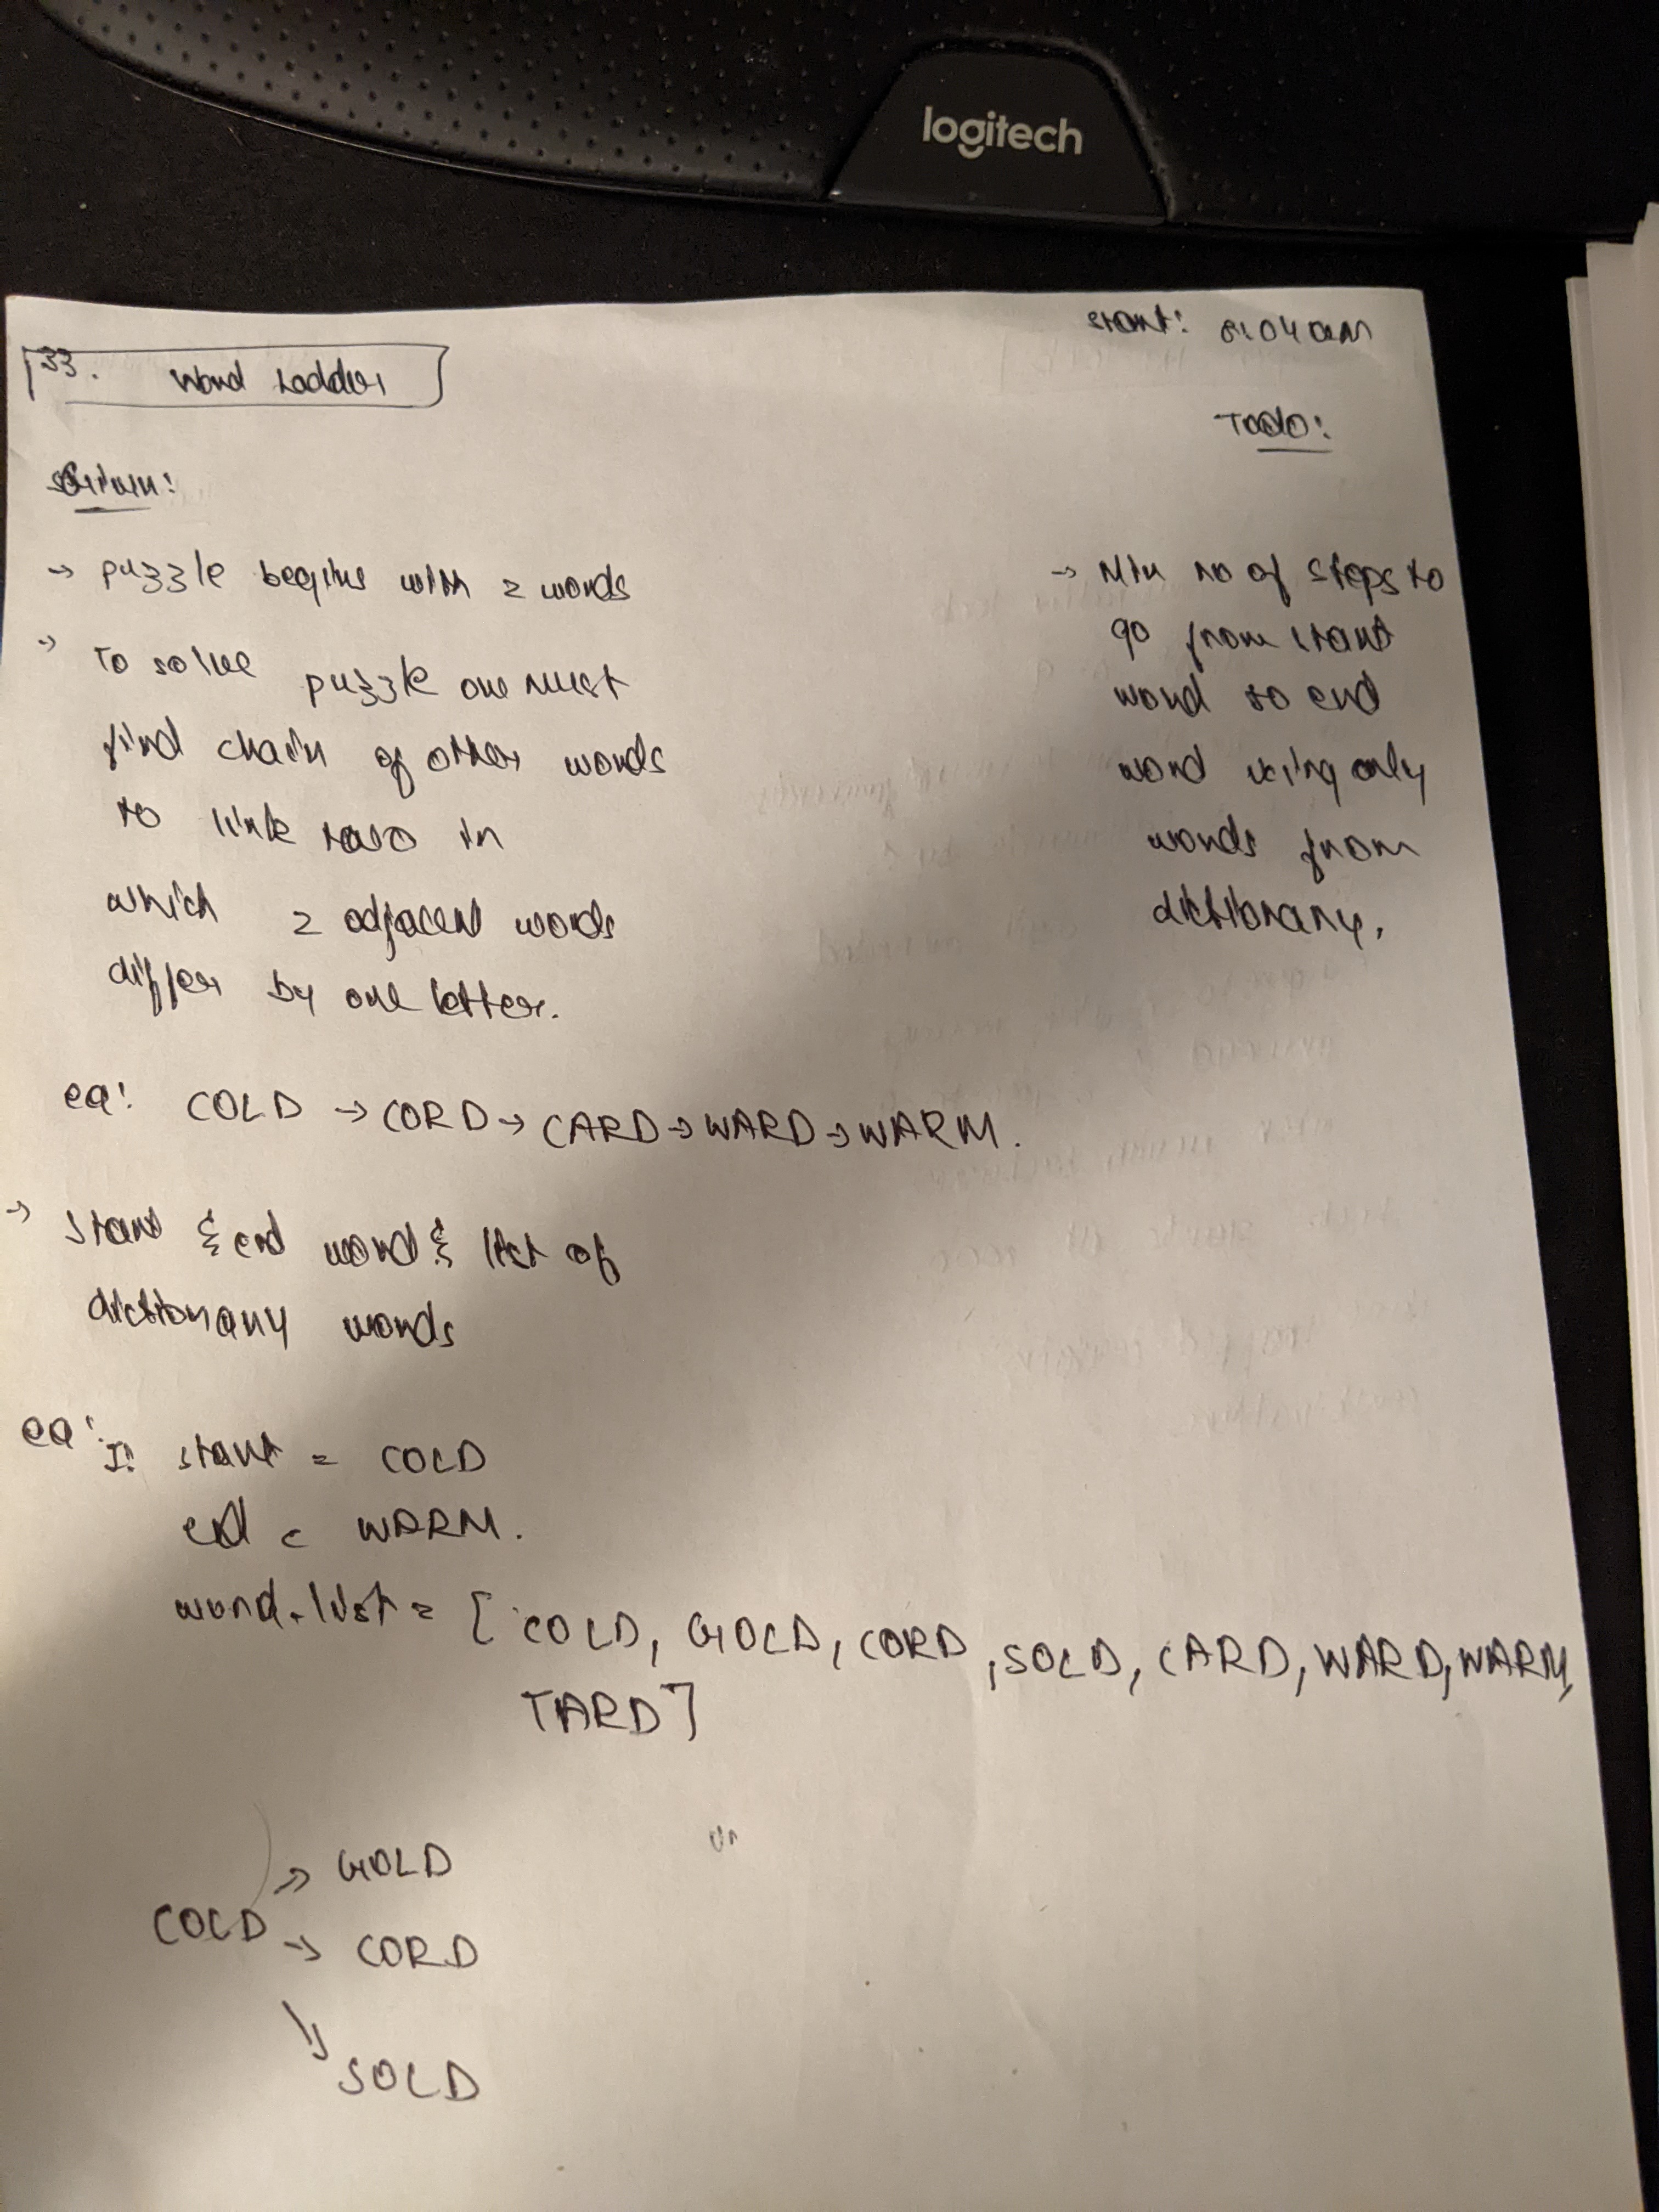 logitech
start: 8:04 am
33. Word Ladder
Todo:
Given:
→ puzzle begins with 2 words
→ To solve puzzle one must
find chain of other words
to link two in
which 2 adjacent words
differ by one letter.
→ Min no of steps to
go from start
word to end
word using only
words from
dictionary.
eg: COLD → CORD → CARD → WARD → WARM.
→ start & end word & list of
dictionary words
eg: I: start = COLD
end = WARM.
word-list = [COLD, GOLD, CORD, SOLD, CARD, WARD, WARM,
TARD]
COLD
→ GOLD
→ CORD
→ SOLD